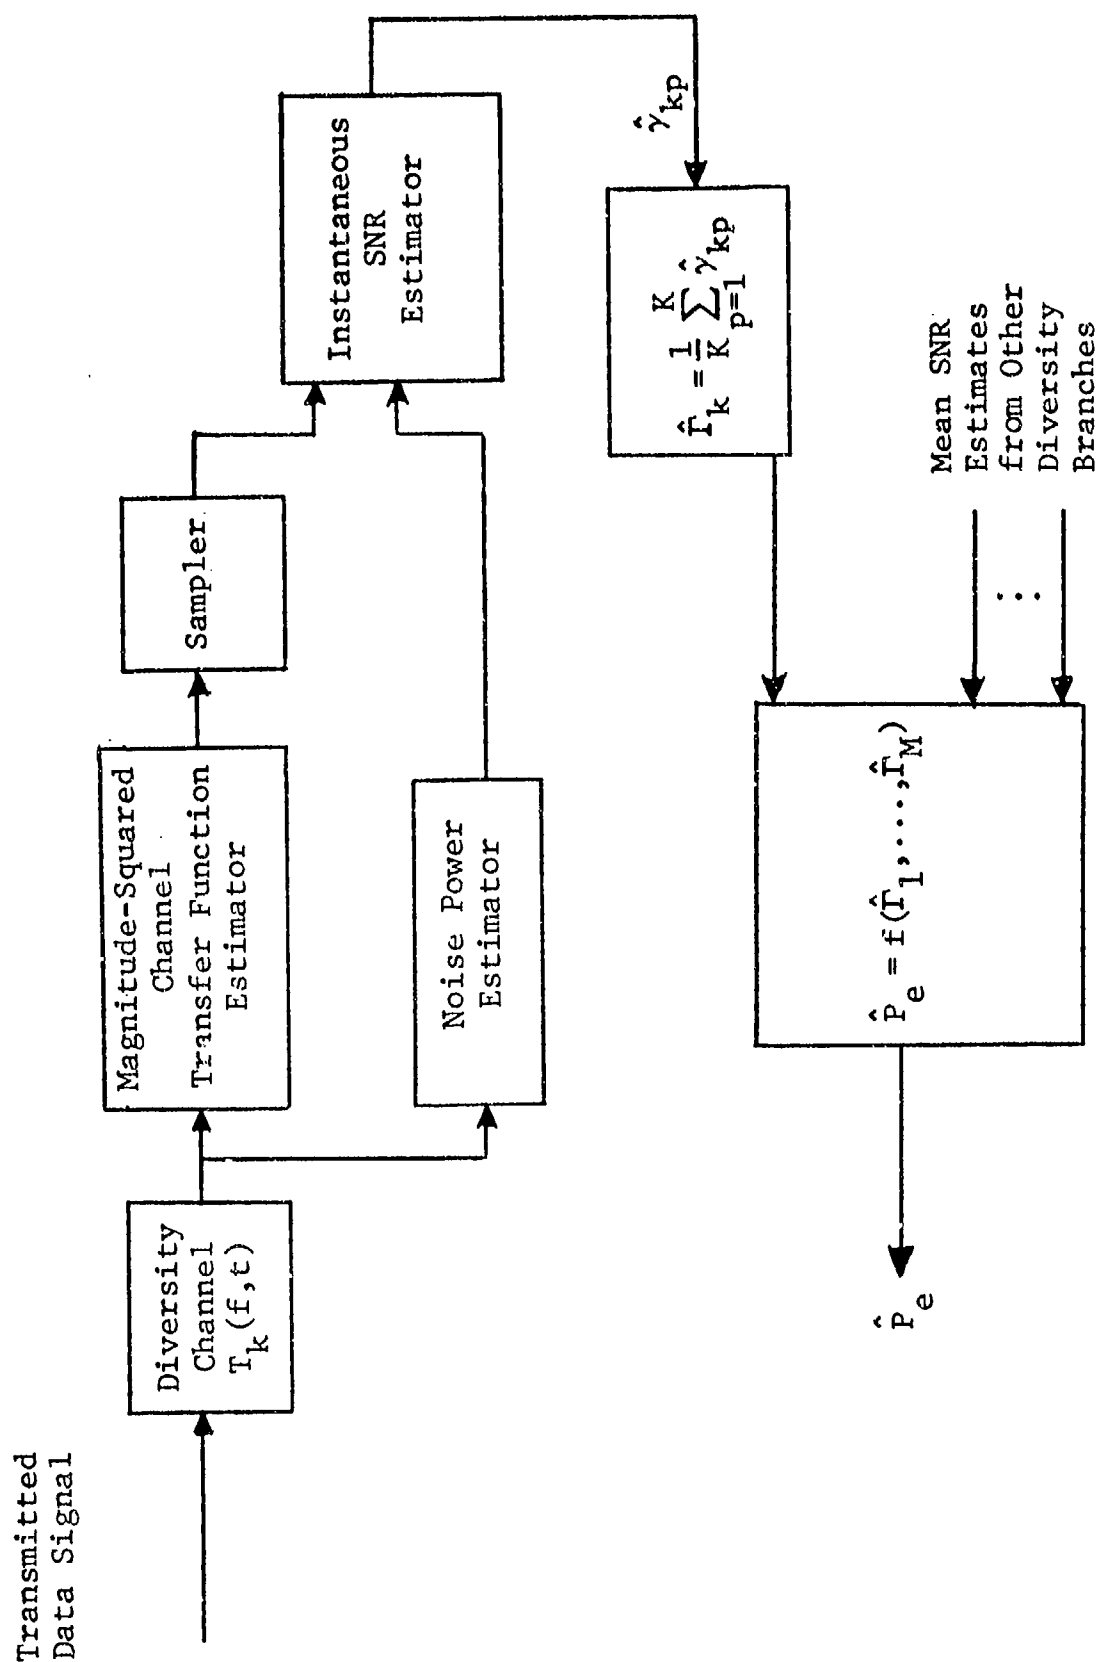 Transmitted
Data Signal
Diversity
Channel
T_k(f,t)
Magnitude-Squared
Channel
Transfer Function
Estimator
Sampler
Noise Power
Estimator
Instantaneous
SNR
Estimator
γ̂_kp
Γ̂_k = 1/K ∑_{p=1}^{K} γ̂_kp
Mean SNR
Estimates
from Other
Diversity
Branches
P̂_e = f(Γ̂_1,....,Γ̂_M)
P̂_e